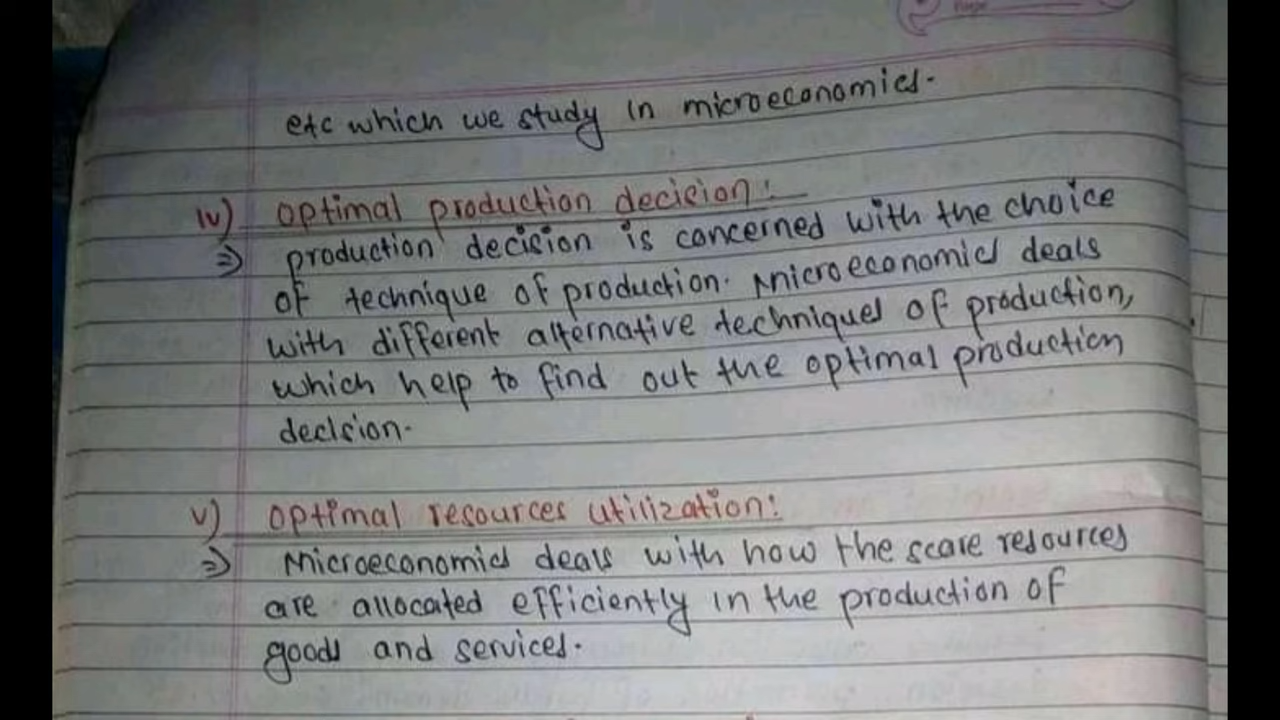 Page
etc which we study in microeconomics.
iv) optimal production decision:
⇒ production decision is concerned with the choice
of technique of production. Microeconomics deals
with different alternative techniques of production,
which help to find out the optimal production
decision.
v) optimal resources utilization:
⇒ Microeconomics deals with how the scare resources
are allocated efficiently in the production of
goods and services.